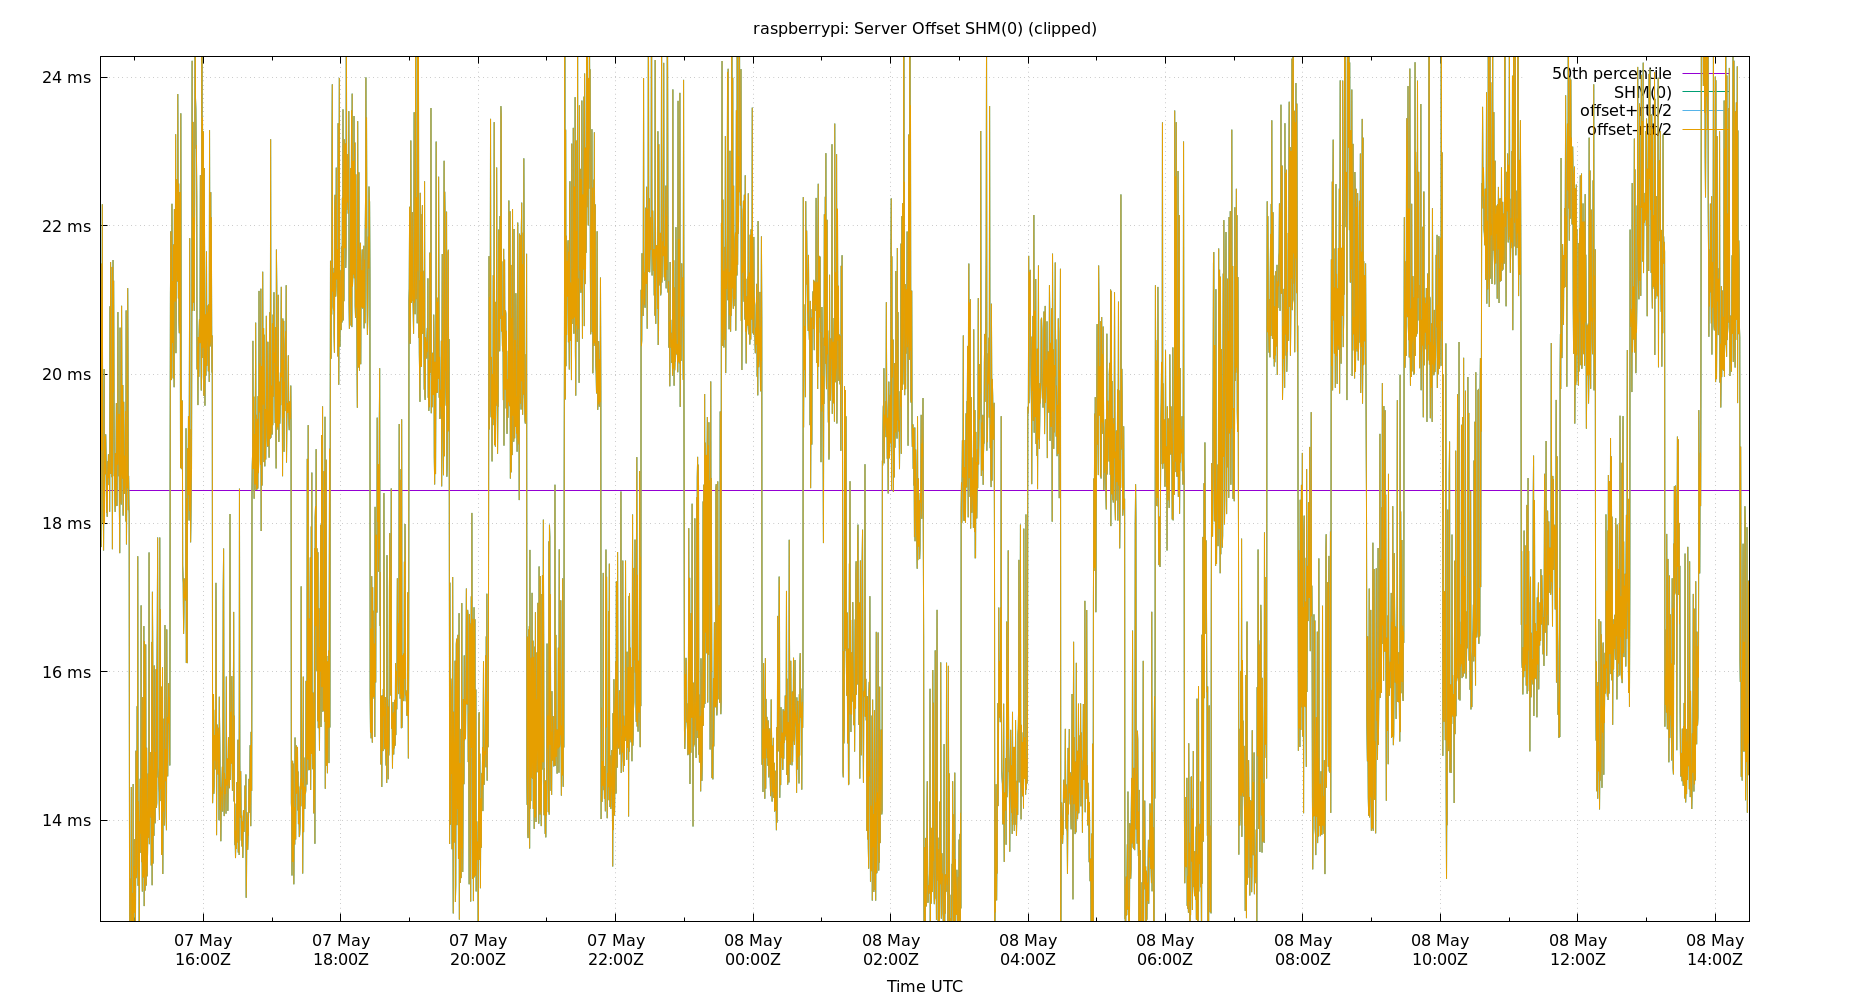 raspberrypi: Server Offset SHM(0) (clipped)
24 ms
22 ms
20 ms
18 ms
16 ms
14 ms
50th percentile
SHM(0)
offset+rtt/2
offset-rtt/2
07 May 07 May 07 May 07 May 08 May 08 May 08 May 08 May 08 May 08 May 08 May 08 May
16:00Z 18:00Z 20:00Z 22:00Z 00:00Z 02:00Z 04:00Z 06:00Z 08:00Z 10:00Z 12:00Z 14:00Z
Time UTC